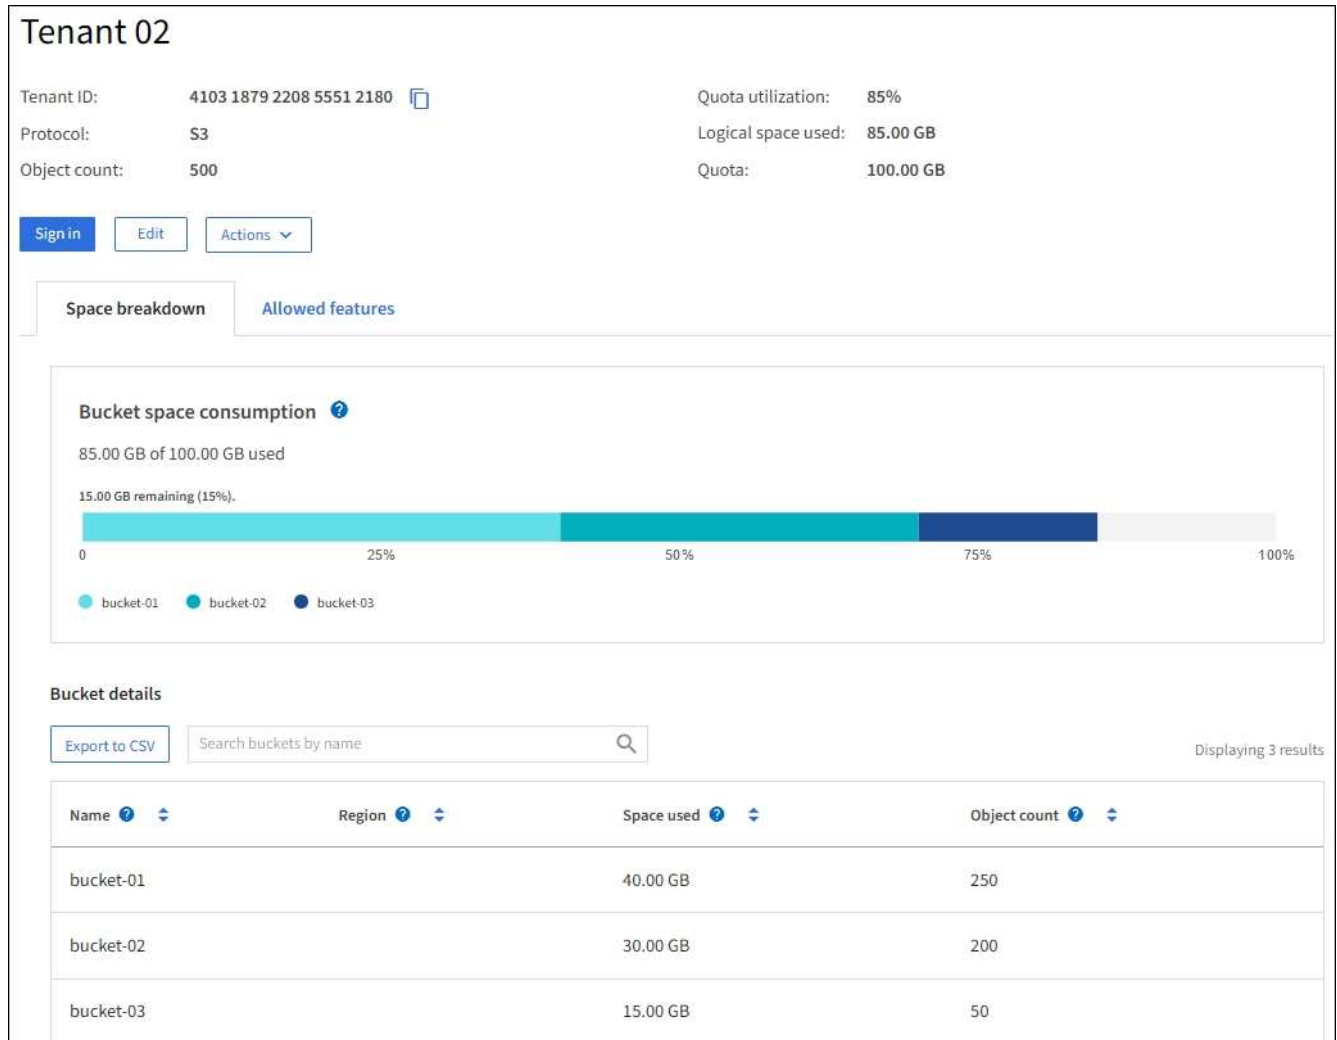 Tenant 02
Tenant ID: 4103 1879 2208 5551 2180
Quota utilization: 85%
Protocol: S3
Logical space used: 85.00 GB
Object count: 500
Quota: 100.00 GB
Sign in Edit Actions
Space breakdown Allowed features
Bucket space consumption
85.00 GB of 100.00 GB used
15.00 GB remaining (15%).
0 25% 50% 75% 100%
bucket-01 bucket-02 bucket-03
Bucket details
Export to CSV Search buckets by name Displaying 3 results
Name Region Space used Object count
bucket-01 40.00 GB 250
bucket-02 30.00 GB 200
bucket-03 15.00 GB 50